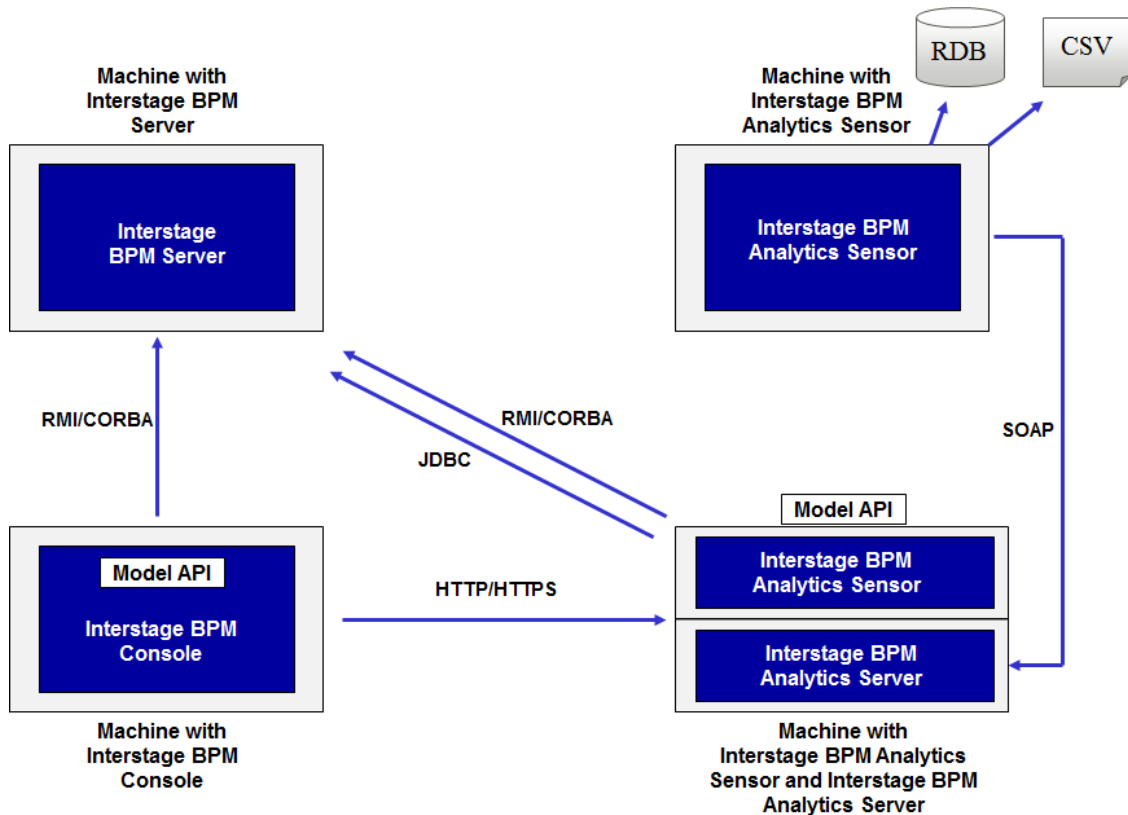 RDB
CSV
Machine with
Interstage BPM
Server
Machine with
Interstage BPM
Analytics Sensor
Interstage
BPM Server
Interstage BPM
Analytics Sensor
RMI/CORBA
RMI/CORBA
JDBC
SOAP
Model API
Interstage BPM
Console
HTTP/HTTPS
Model API
Interstage BPM
Analytics Sensor
Interstage BPM
Analytics Server
Machine with
Interstage BPM
Console
Machine with
Interstage BPM Analytics
Sensor and Interstage BPM
Analytics Server